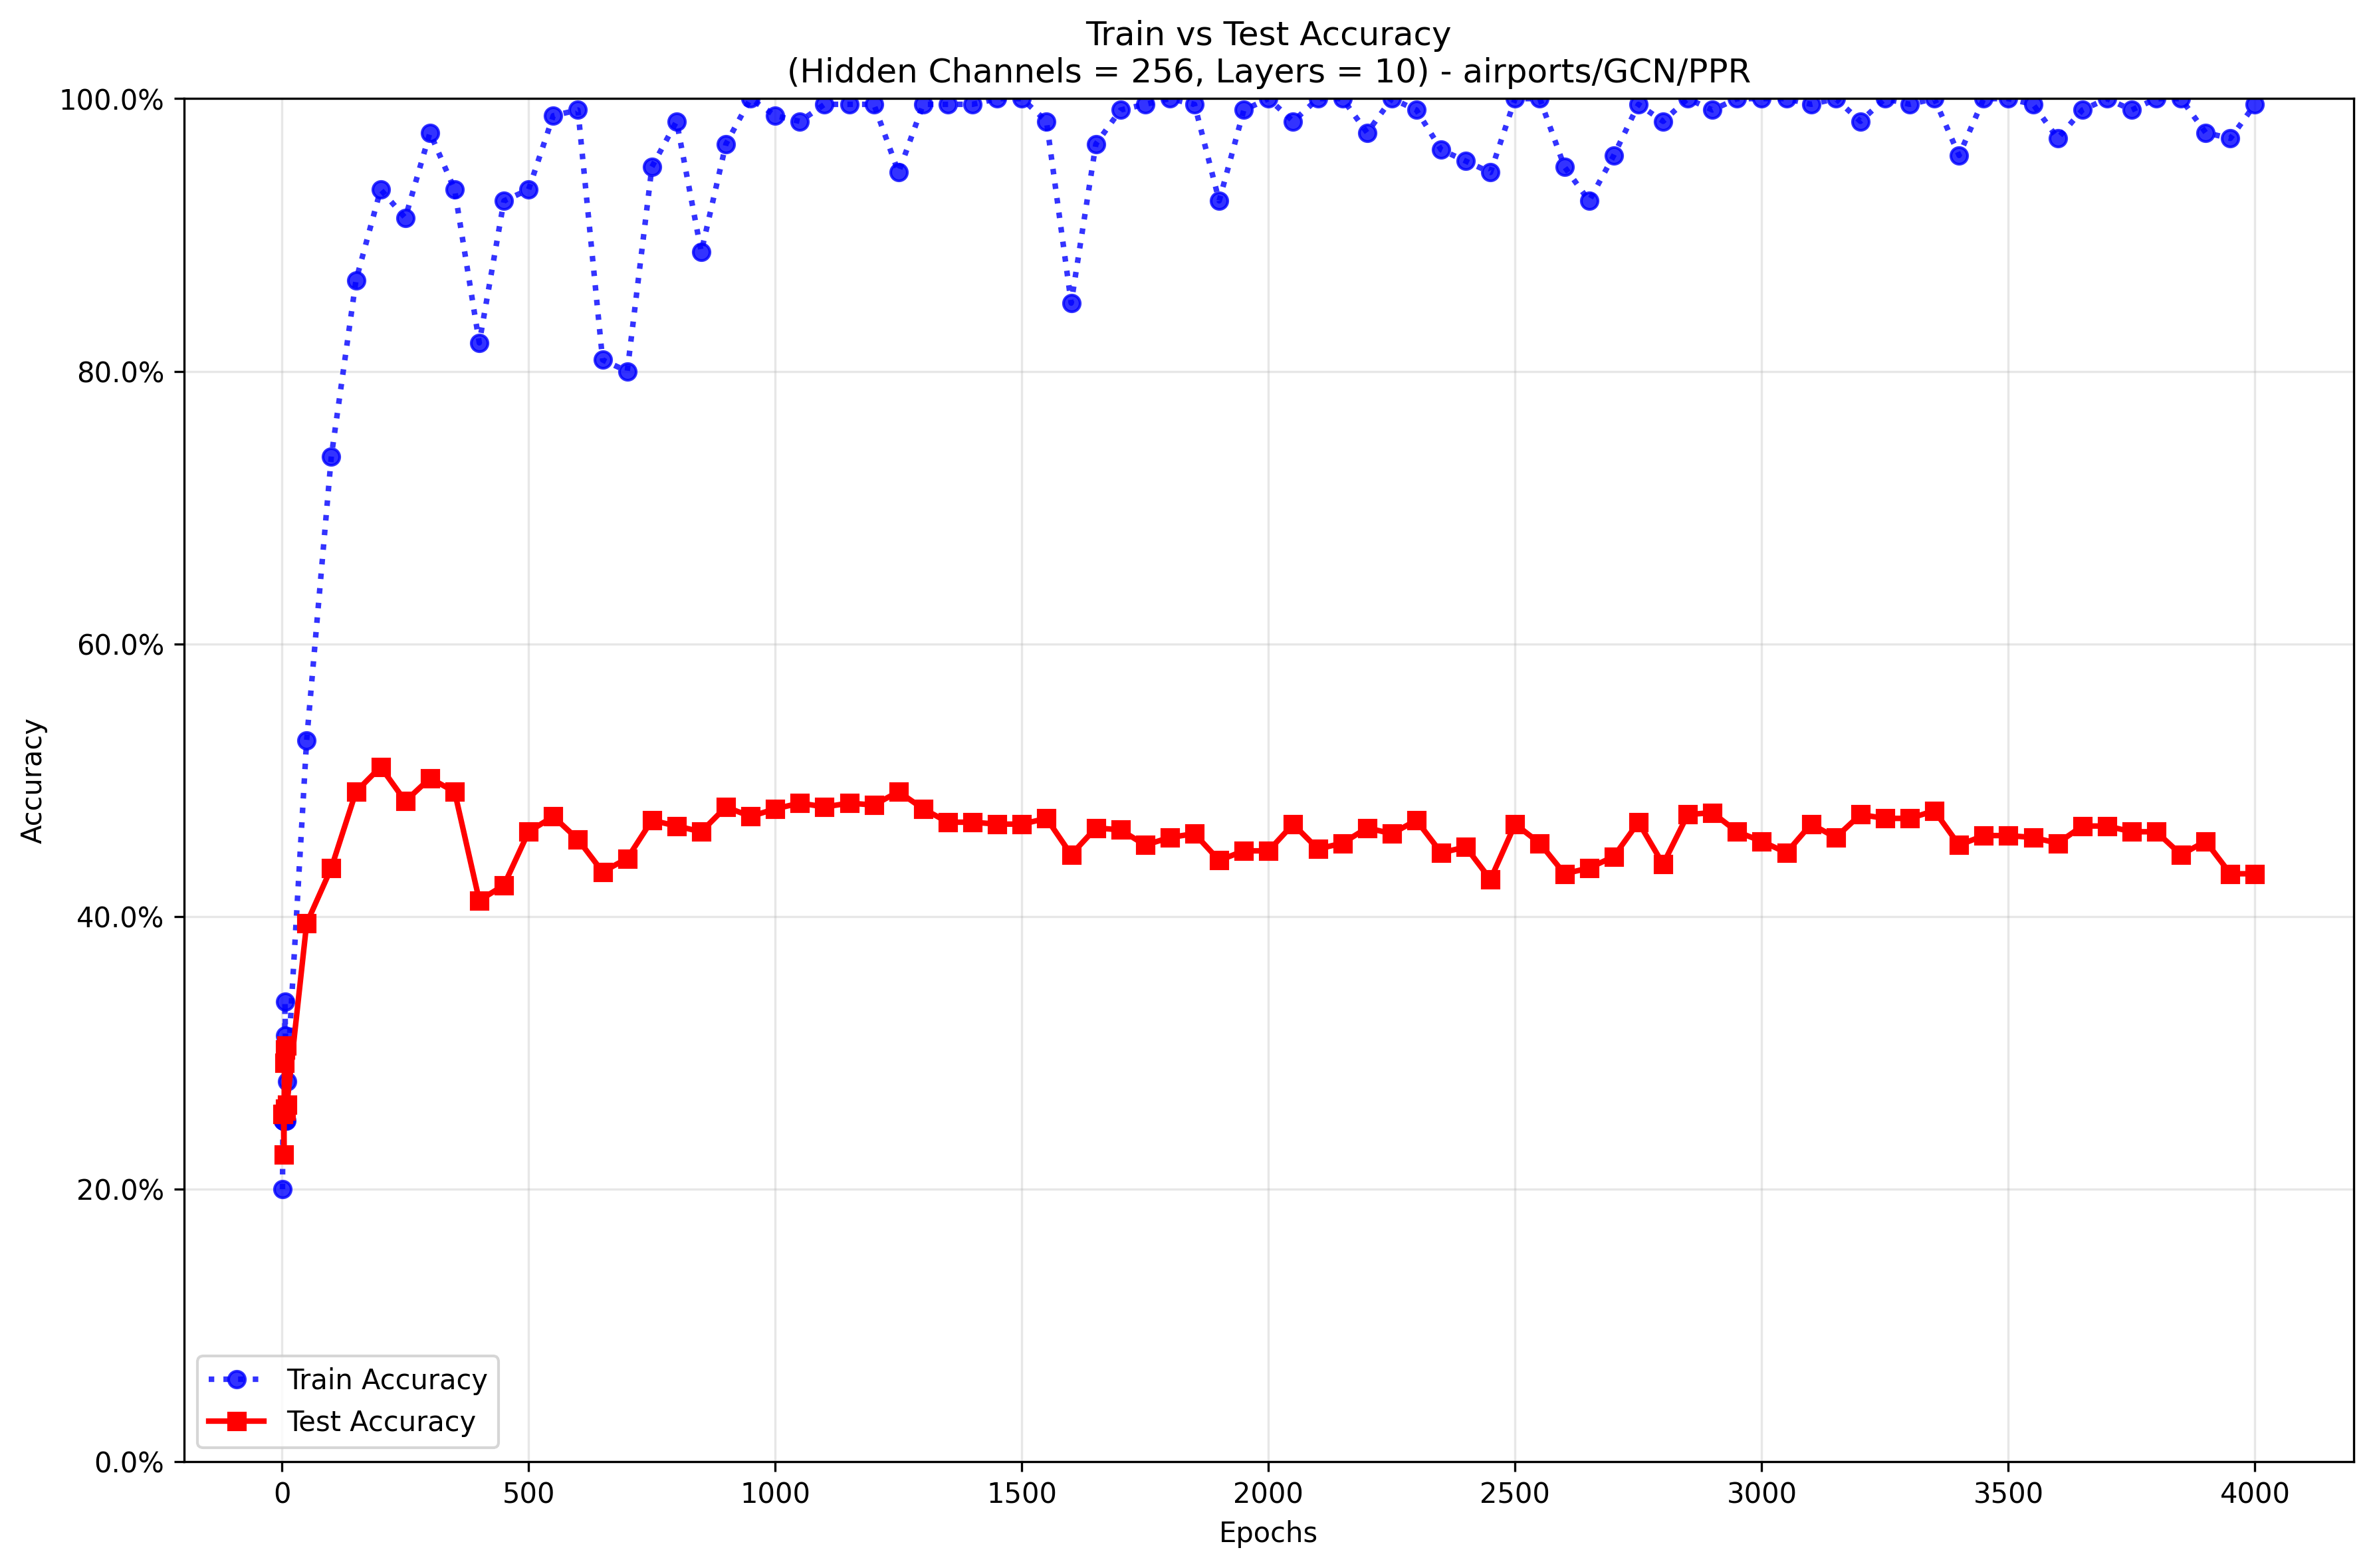 Train vs Test Accuracy
(Hidden Channels = 256, Layers = 10) - airports/GCN/PPR
100.0%
80.0%
60.0%
40.0%
20.0%
0.0%
Accuracy
Train Accuracy
Test Accuracy
0 500 1000 1500 2000 2500 3000 3500 4000
Epochs